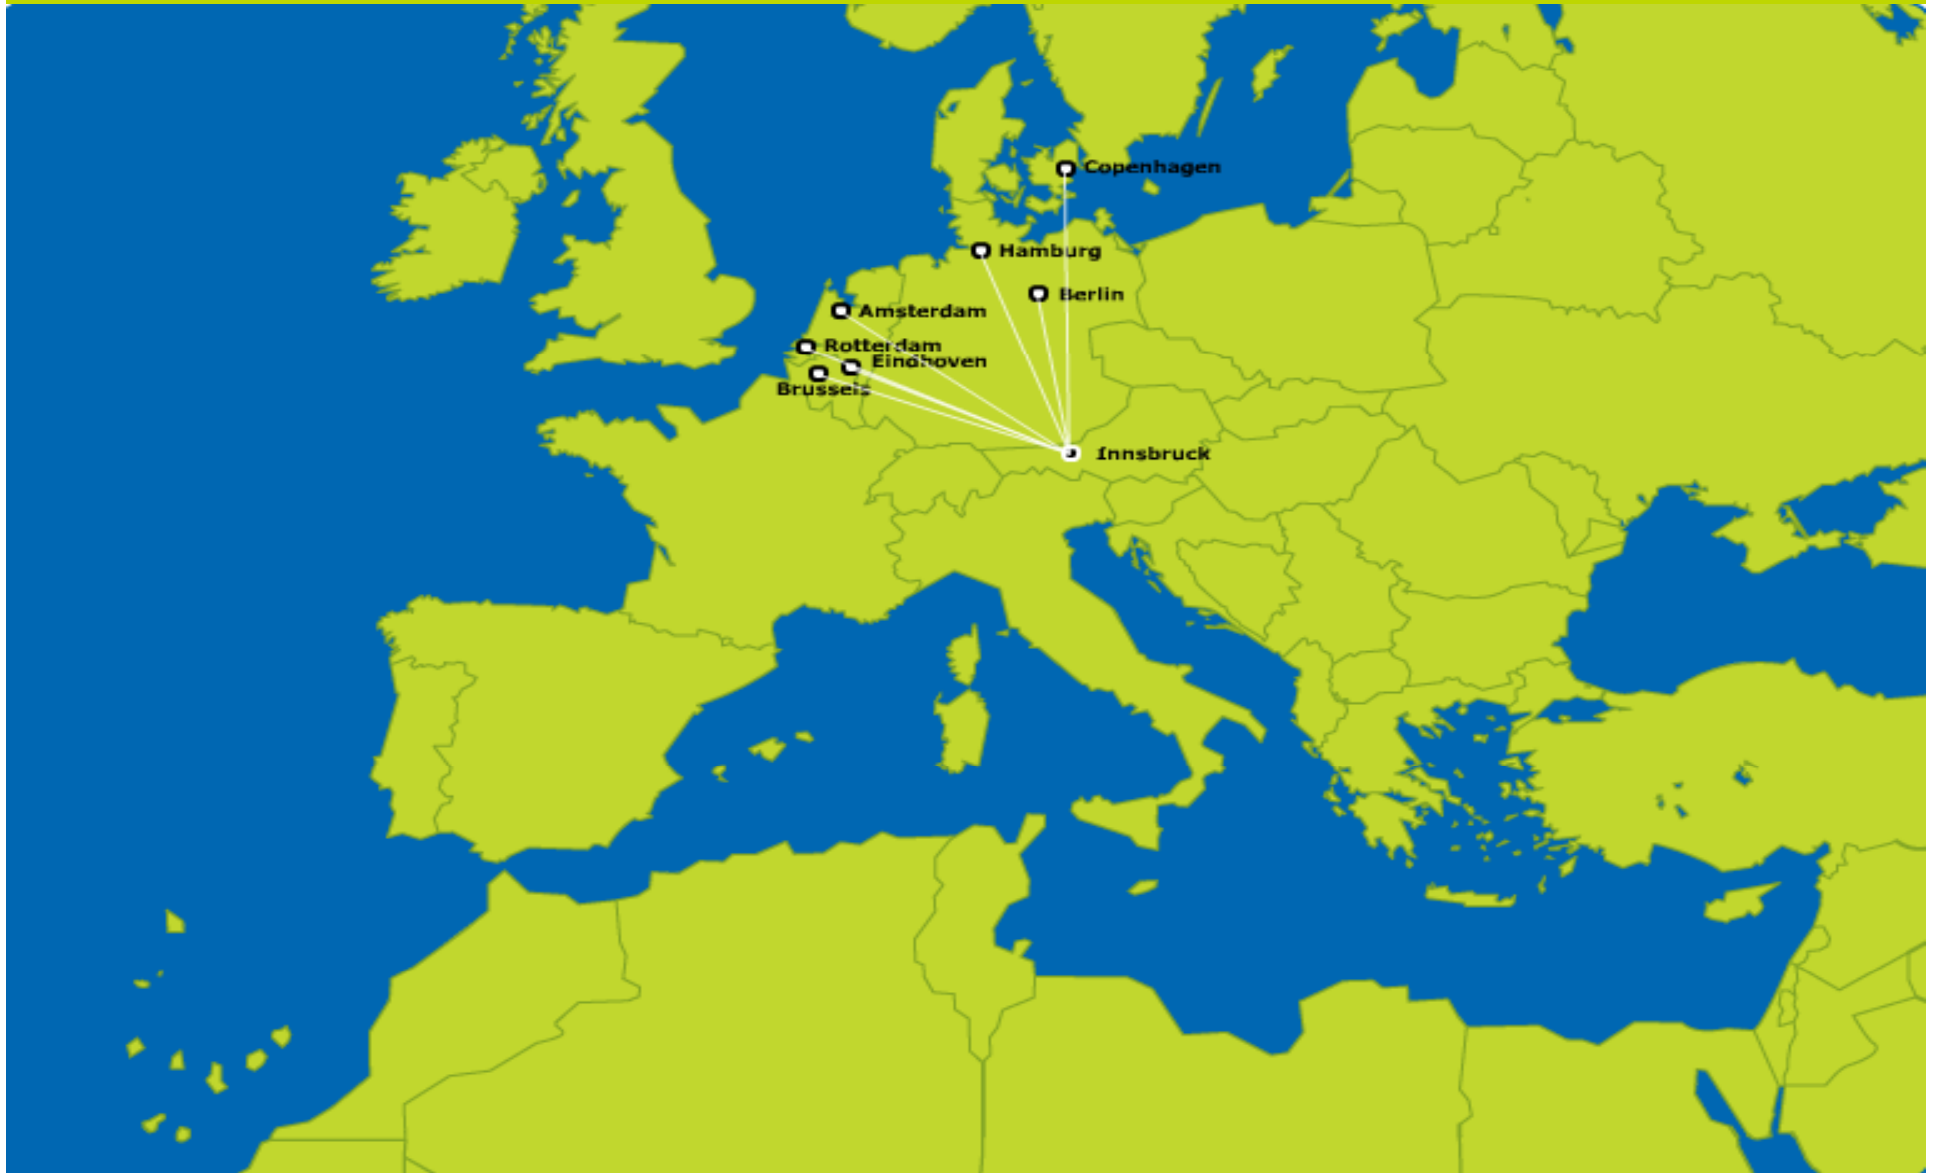 Copenhagen
Hamburg
Berlin
Amsterdam
Rotterdam
Eindhoven
Brussels
Innsbruck